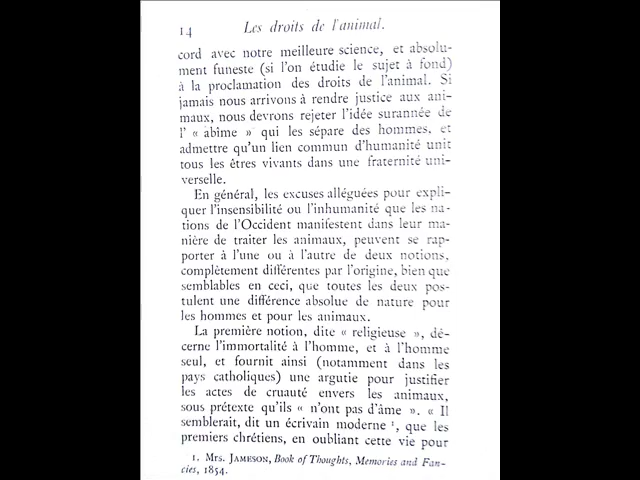 14 Les droits de l'animal.
cord avec notre meilleure science, et absolu-
ment funeste (si l'on étudie le sujet à fond)
à la proclamation des droits de l'animal. Si
jamais nous arrivons à rendre justice aux ani-
maux, nous devrons rejeter l'idée surannée de
l' « abîme » qui les sépare des hommes, et
admettre qu'un lien commun d'humanité unit
tous les êtres vivants dans une fraternité uni-
verselle.
En général, les excuses alléguées pour expli-
quer l'insensibilité ou l'inhumanité que les na-
tions de l'Occident manifestent dans leur ma-
nière de traiter les animaux, peuvent se rap-
porter à l'une ou à l'autre de deux notions,
complètement différentes par l'origine, bien que
semblables en ceci, que toutes les deux pos-
tulent une différence absolue de nature pour
les hommes et pour les animaux.
La première notion, dite « religieuse », dé-
cerne l'immortalité à l'homme, et à l'homme
seul, et fournit ainsi (notamment dans les
pays catholiques) une argutie pour justifier
les actes de cruauté envers les animaux,
sous prétexte qu'ils « n'ont pas d'âme ». « Il
semblerait, dit un écrivain moderne 1, que les
premiers chrétiens, en oubliant cette vie pour
1. Mrs. JAMESON, Book of Thoughts, Memories and Fan-
cies, 1854.